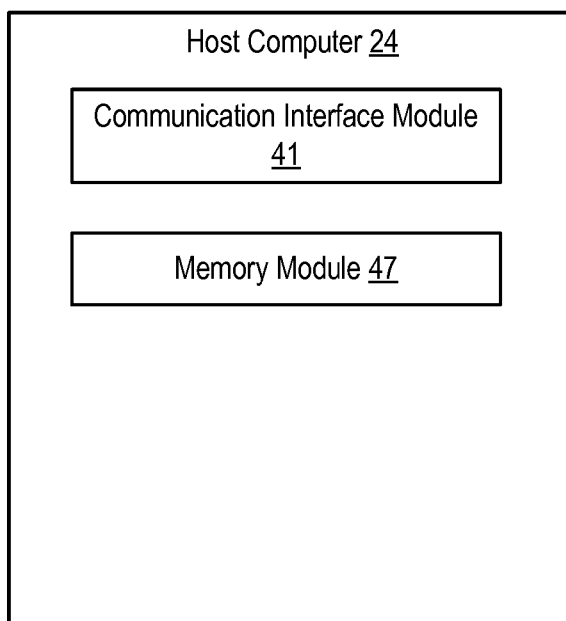 Host Computer 24
Communication Interface Module
41
Memory Module 47